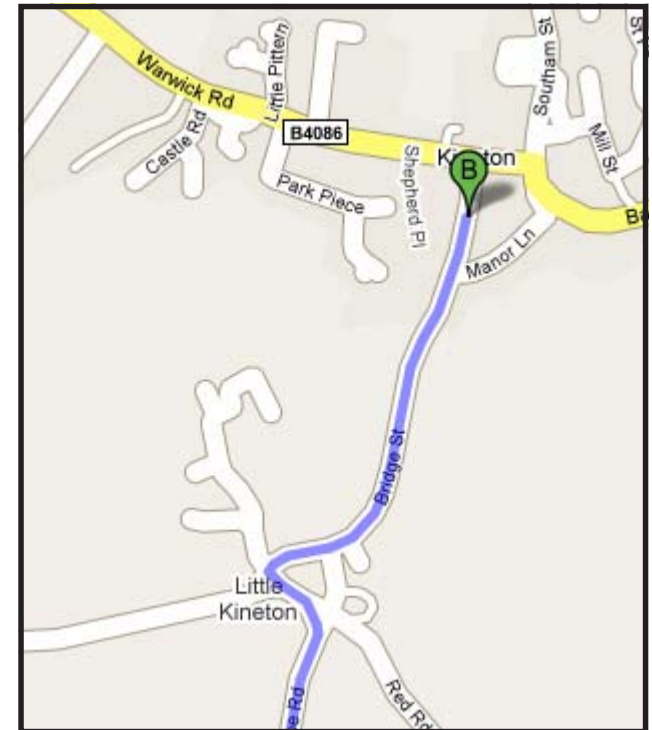 Warwick Rd
Little Pittern
Southam St
B4086
Castle Rd
Mill St
Kineton
B
Shepherd Pl
Park Piece
Manor Ln
Bridge St
Little
Kineton
Red Rd